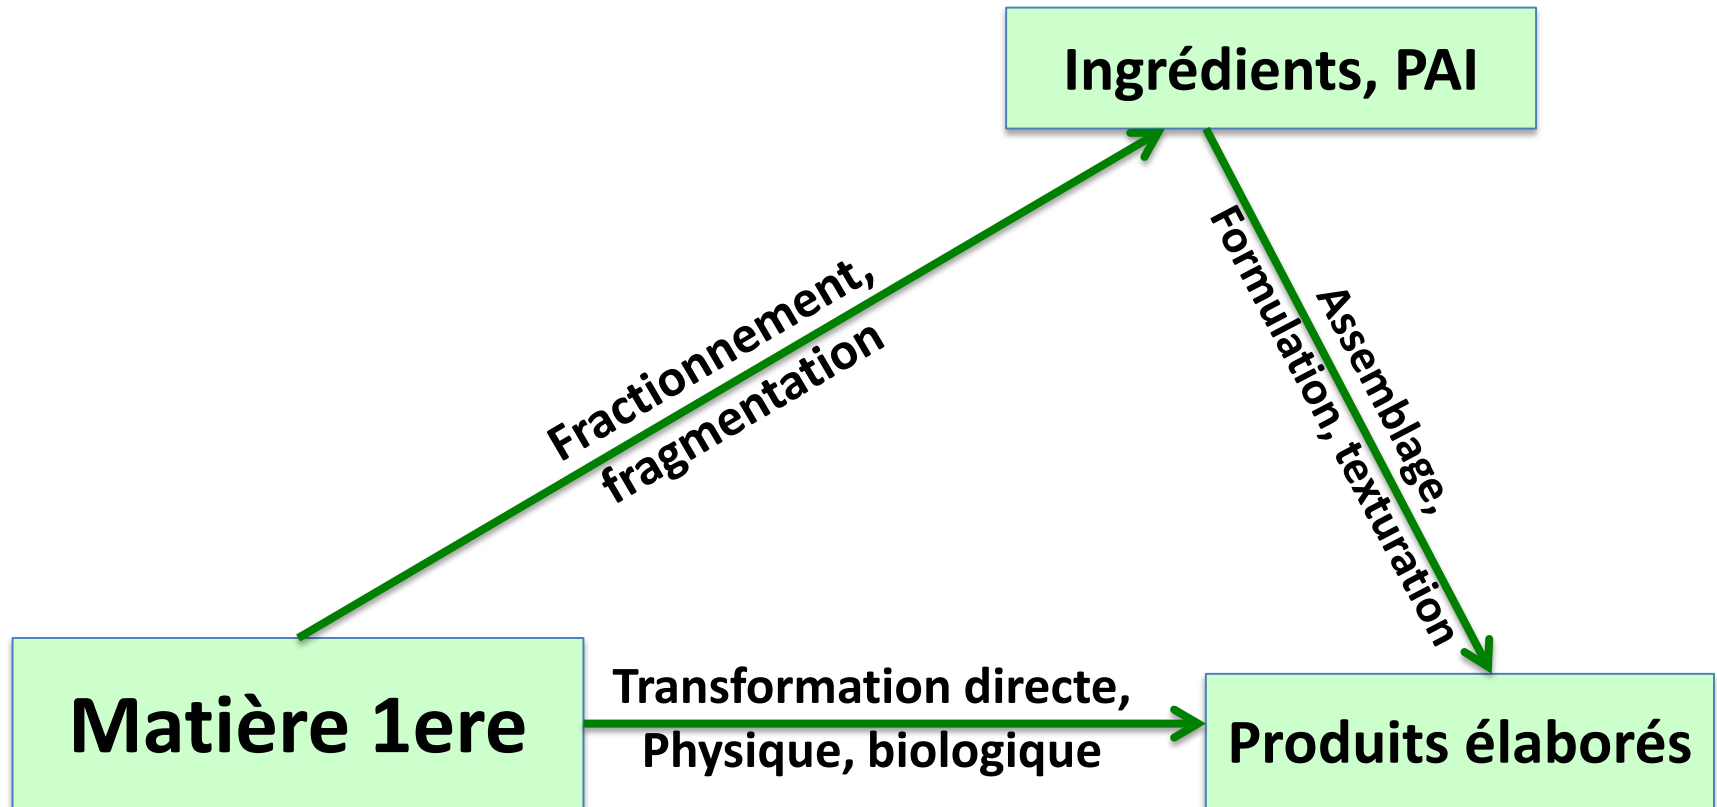 Ingrédients, PAI
Fractionnement,
fragmentation
Assemblage,
Formulation, texturation
Matière 1ere
Transformation directe,
Physique, biologique
Produits élaborés